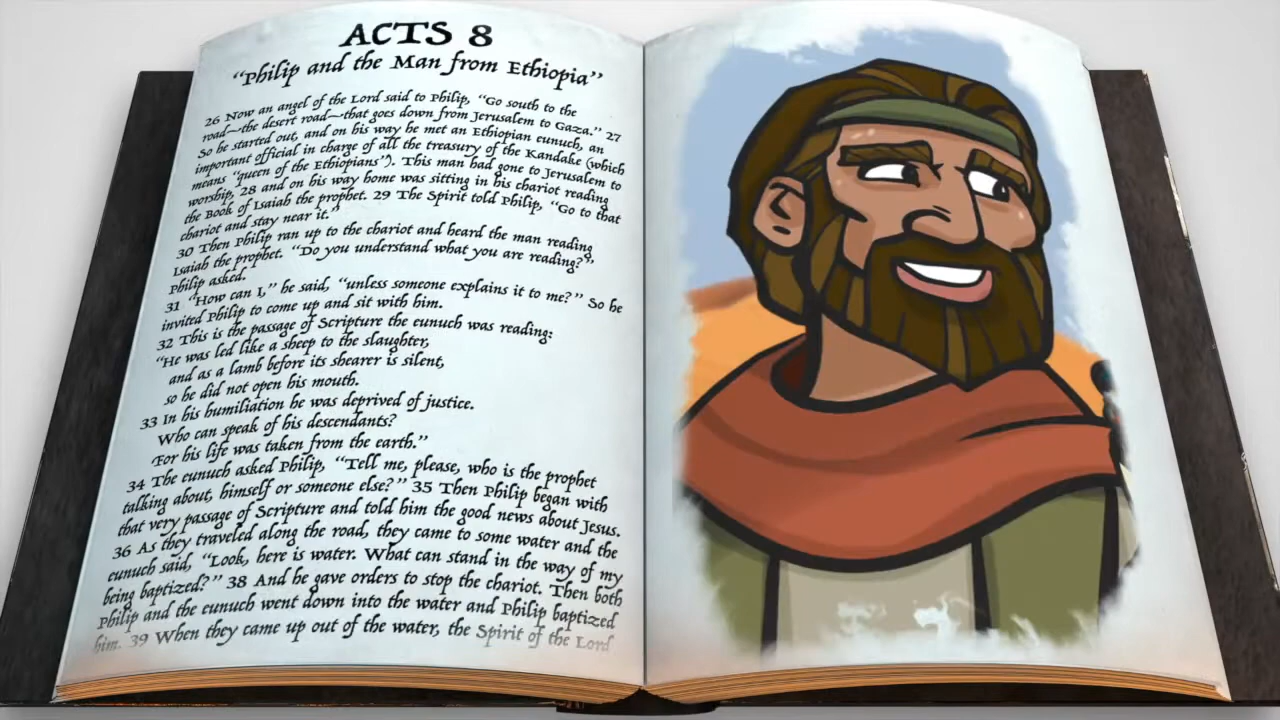 ACTS 8
“Philip and the Man from Ethiopia”
26 Now an angel of the Lord said to Philip, “Go south to the
road—the desert road—that goes down from Jerusalem to Gaza.” 27
So he started out, and on his way he met an Ethiopian eunuch, an
important official in charge of all the treasury of the Kandake (which
means “queen of the Ethiopians”). This man had gone to Jerusalem to
worship, 28 and on his way home was sitting in his chariot reading
the Book of Isaiah the prophet. 29 The Spirit told Philip, “Go to that
chariot and stay near it.”
30 Then Philip ran up to the chariot and heard the man reading
Isaiah the prophet. “Do you understand what you are reading?”
Philip asked.
31 “How can I,” he said, “unless someone explains it to me?” So he
invited Philip to come up and sit with him.
32 This is the passage of Scripture the eunuch was reading:
“He was led like a sheep to the slaughter,
and as a lamb before its shearer is silent,
so he did not open his mouth.
33 In his humiliation he was deprived of justice.
Who can speak of his descendants?
For his life was taken from the earth.”
34 The eunuch asked Philip, “Tell me, please, who is the prophet
talking about, himself or someone else?” 35 Then Philip began with
that very passage of Scripture and told him the good news about Jesus.
36 As they traveled along the road, they came to some water and the
eunuch said, “Look, here is water. What can stand in the way of my
being baptized?” 38 And he gave orders to stop the chariot. Then both
Philip and the eunuch went down into the water and Philip baptized
him. 39 When they came up out of the water, the Spirit of the Lord